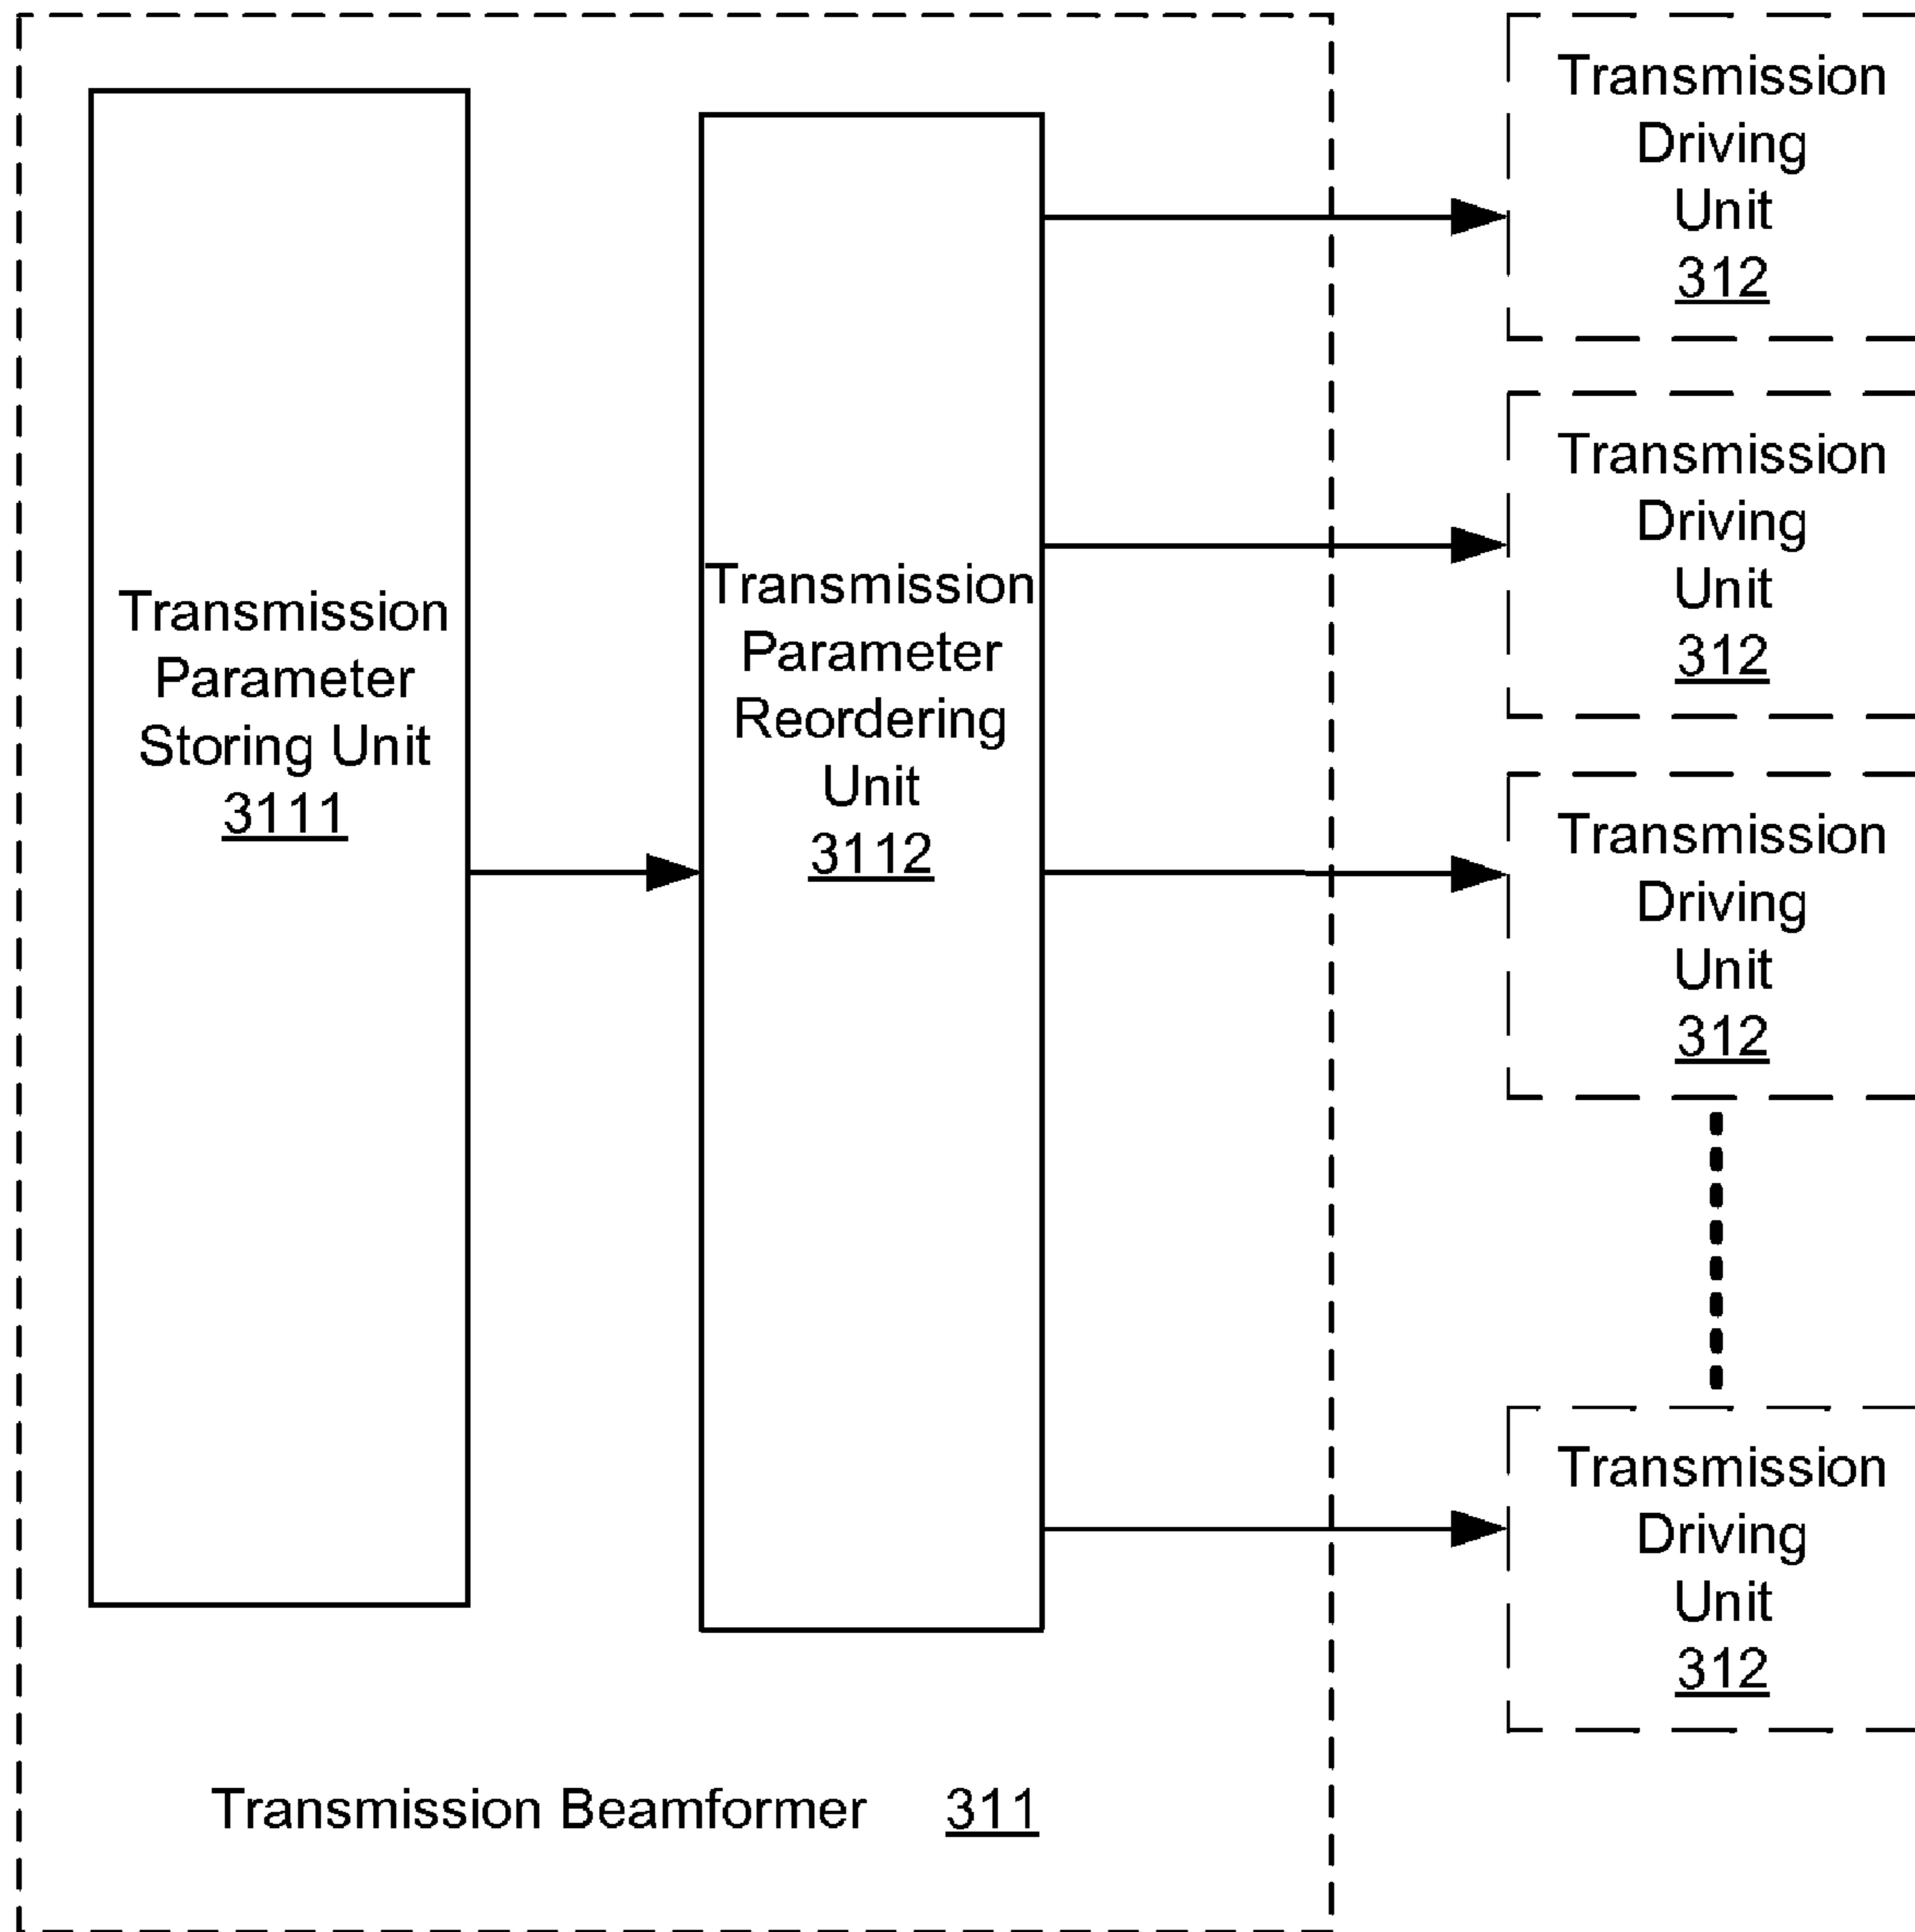 Transmission
Parameter
Storing Unit
3111
Transmission
Parameter
Reordering
Unit
3112
Transmission
Driving
Unit
312
Transmission
Driving
Unit
312
Transmission
Driving
Unit
312
Transmission
Driving
Unit
312
Transmission Beamformer 311